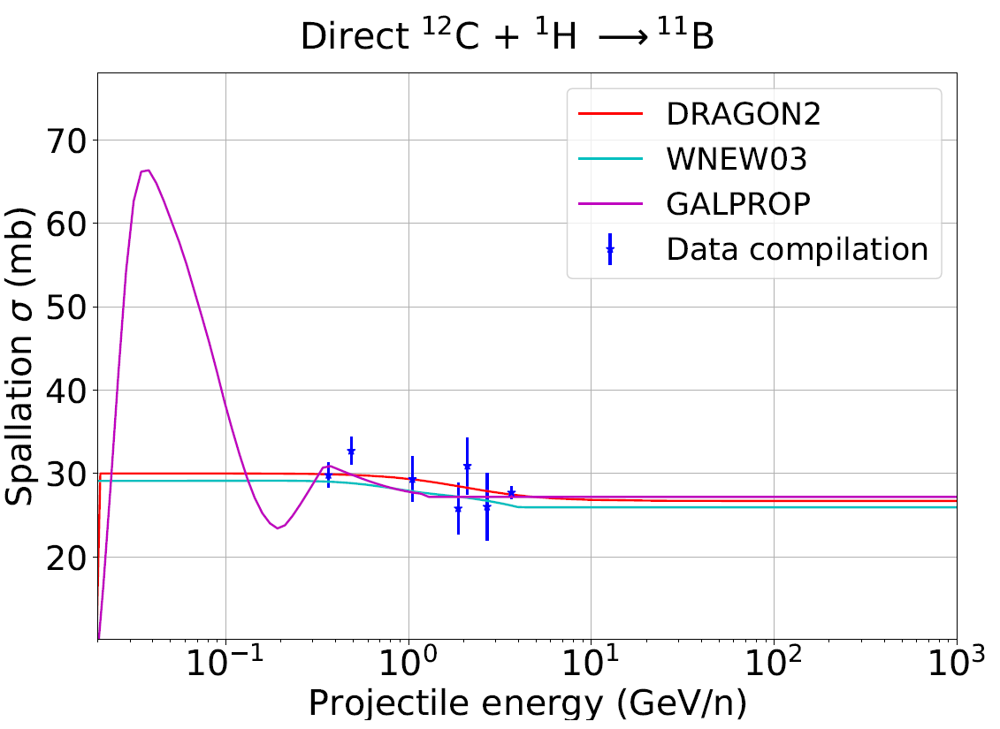 Direct ¹²C + ¹H ⟶ ¹¹B
DRAGON2
WNEW03
GALPROP
Data compilation
Spallation σ (mb)
70
60
50
40
30
20
10⁻¹
10⁰
10¹
10²
10³
Projectile energy (GeV/n)